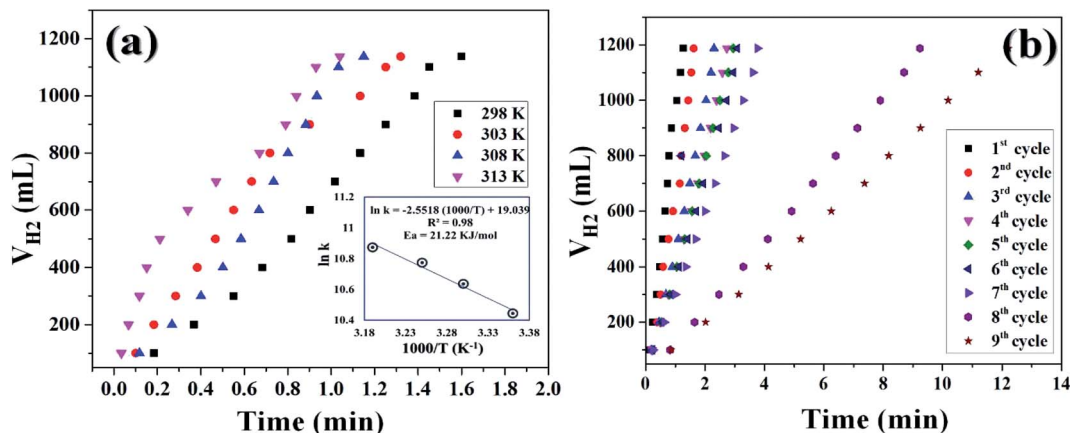 (a)
1200
1000
800
600
400
200
V_H2 (mL)
0.0 0.2 0.4 0.6 0.8 1.0 1.2 1.4 1.6 1.8 2.0
Time (min)
298 K
303 K
308 K
313 K
ln k = -2.5518 (1000/T) + 19.039
R² = 0.98
Ea = 21.22 KJ/mol
11.2
11
10.8
10.6
10.4
ln k
3.18 3.23 3.28 3.33 3.38
1000/T (K⁻¹)
(b)
1200
1000
800
600
400
200
V_H2 (mL)
0 2 4 6 8 10 12 14
Time (min)
1ˢᵗ cycle
2ⁿᵈ cycle
3ʳᵈ cycle
4ᵗʰ cycle
5ᵗʰ cycle
6ᵗʰ cycle
7ᵗʰ cycle
8ᵗʰ cycle
9ᵗʰ cycle